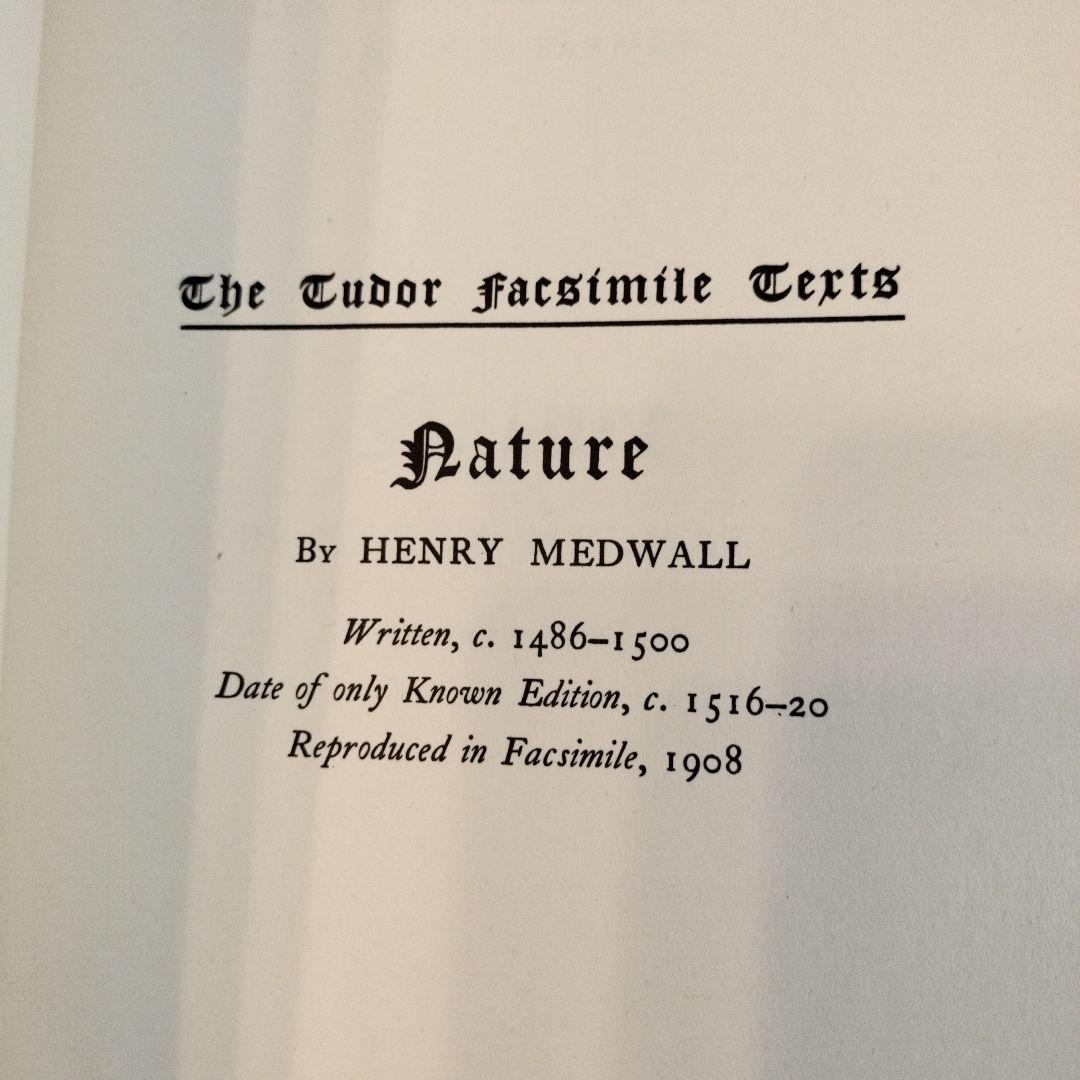 The Tudor Facsimile Texts
Nature
By HENRY MEDWALL
Written, c. 1486–1500
Date of only Known Edition, c. 1516–20
Reproduced in Facsimile, 1908